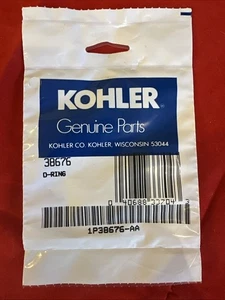 KOHLER
Genuine Parts
KOHLER CO. KOHLER, WISCONSIN 53044
38676
O-RING
1P38676-AA